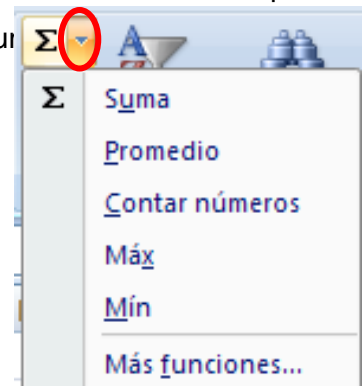 Σ
Σ Suma
Promedio
Contar números
Máx
Mín
Más funciones...